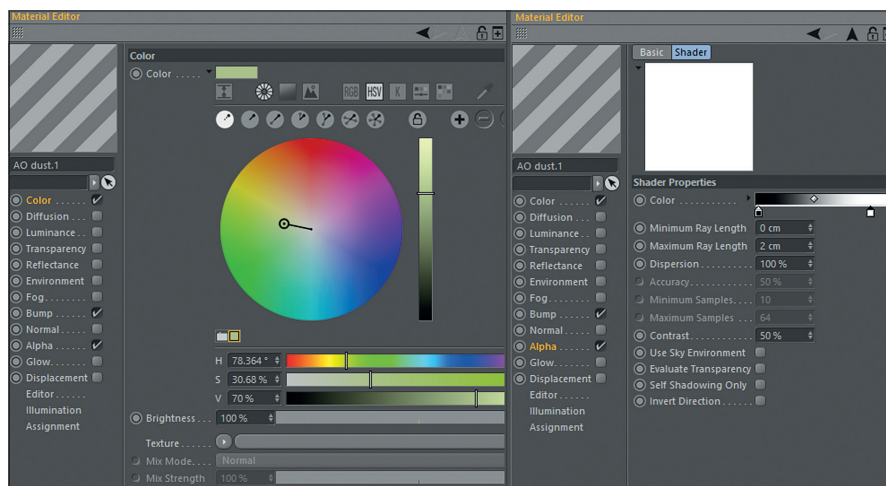 Material Editor
Color
Color . . . . .
RGB HSV K
AO dust.1
Color . . . . . .
Diffusion . . .
Luminance . .
Transparency
Reflectance
Environment
Fog . . . . . . . .
Bump . . . . . .
Normal . . . . .
Alpha . . . . . .
Glow. . . . . . .
Displacement
Editor . . . . . .
Illumination
Assignment
H 78.364 °
S 30.68 %
V 70 %
Brightness . . . 100 %
Texture . . . . . .
Mix Mode. . . . Normal
Mix Strength 100 %
Material Editor
Basic Shader
AO dust.1
Color . . . . . .
Diffusion . . .
Luminance . .
Transparency
Reflectance
Environment
Fog . . . . . . . .
Bump . . . . . .
Normal . . . . .
Alpha . . . . . .
Glow. . . . . . .
Displacement
Editor . . . . . .
Illumination
Assignment
Shader Properties
Color . . . . . . . . . . .
Minimum Ray Length 0 cm
Maximum Ray Length 2 cm
Dispersion . . . . . . . . . . 100 %
Accuracy. . . . . . . . . . . . 50 %
Minimum Samples. . . . 10
Maximum Samples . . . 64
Contrast. . . . . . . . . . . . 50 %
Use Sky Environment
Evaluate Transparency
Self Shadowing Only
Invert Direction . . . . . .